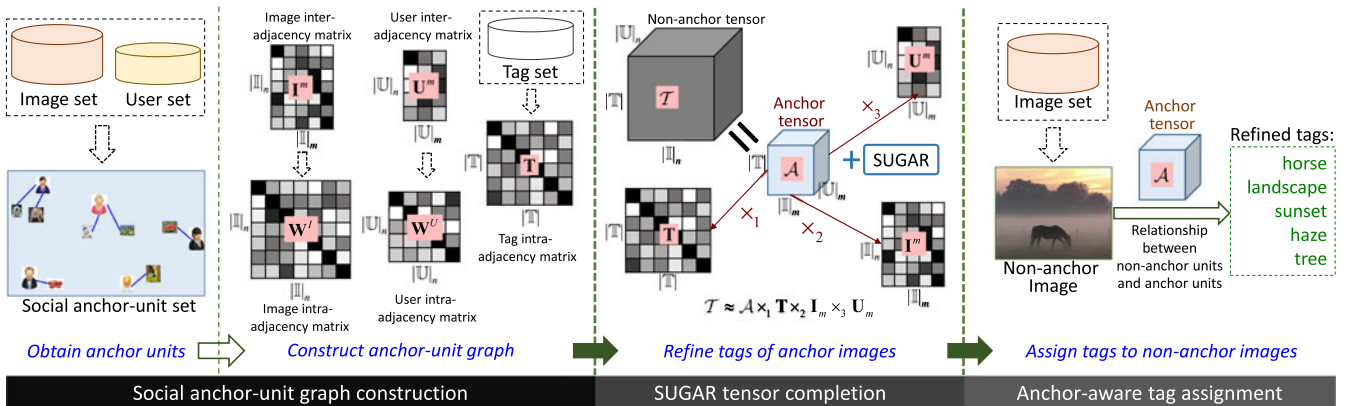 Image set
User set
Social anchor-unit set
Obtain anchor units
Image inter-
adjacency matrix
|𝕀|ₙ
I^m
|𝕀|ₘ
User inter-
adjacency matrix
|𝕌|ₙ
U^m
|𝕌|ₘ
Tag set
|𝕀|ₙ
W^I
|𝕀|ₙ
Image intra-
adjacency matrix
|𝕌|ₙ
W^U
|𝕌|ₙ
User intra-
adjacency matrix
|𝕋|
T
|𝕋|
Tag intra-
adjacency matrix
Construct anchor-unit graph
Social anchor-unit graph construction
Non-anchor tensor
|𝕌|ₙ
|𝕋|
𝒯
|𝕀|ₙ
=
Anchor
tensor
|𝕋|
𝒜
|𝕀|ₘ
|𝕌|ₘ
+
SUGAR
×₃
|𝕌|ₙ
U^m
|𝕌|ₘ
×₁
|𝕋|
T
|𝕋|
×₂
|𝕀|ₙ
I^m
|𝕀|ₘ
𝒯 ≈ 𝒜 ×₁ T ×₂ Iₘ ×₃ Uₘ
Refine tags of anchor images
SUGAR tensor completion
Image set
Non-anchor
Image
Anchor
tensor
𝒜
Relationship
between
non-anchor units
and anchor units
Refined tags:
horse
landscape
sunset
haze
tree
Assign tags to non-anchor images
Anchor-aware tag assignment